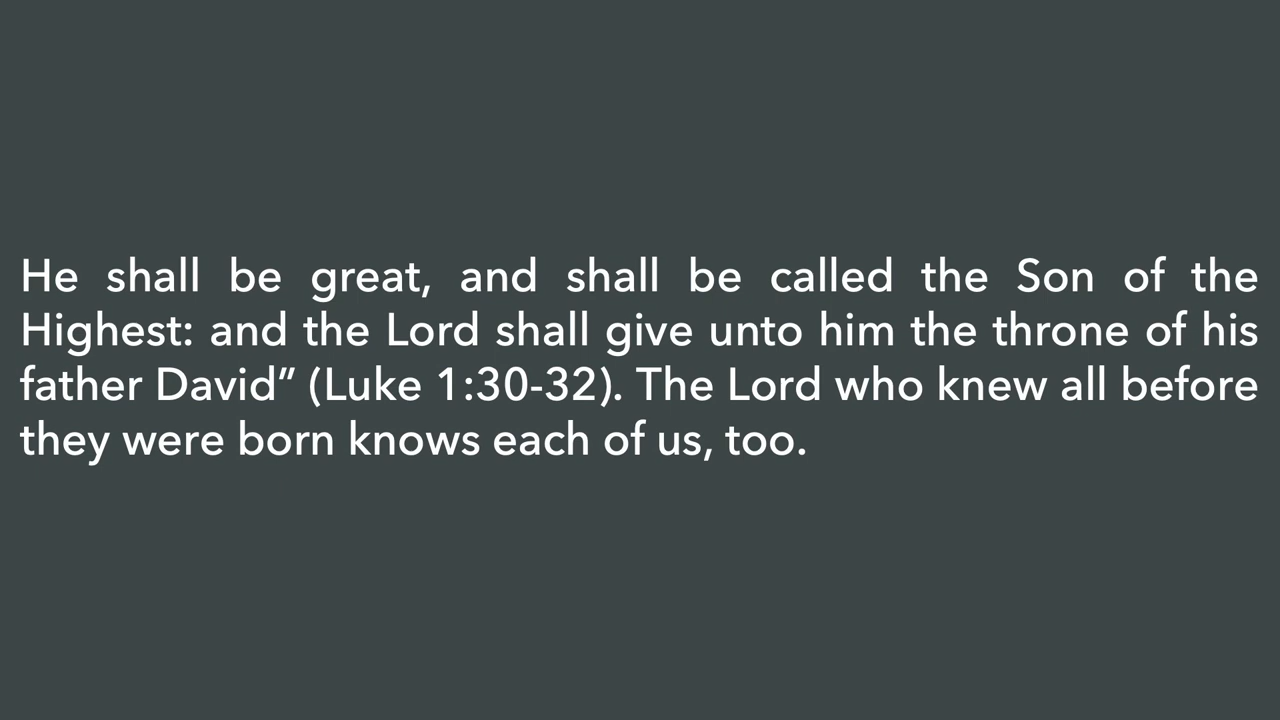 He shall be great, and shall be called the Son of the
Highest: and the Lord shall give unto him the throne of his
father David” (Luke 1:30-32). The Lord who knew all before
they were born knows each of us, too.